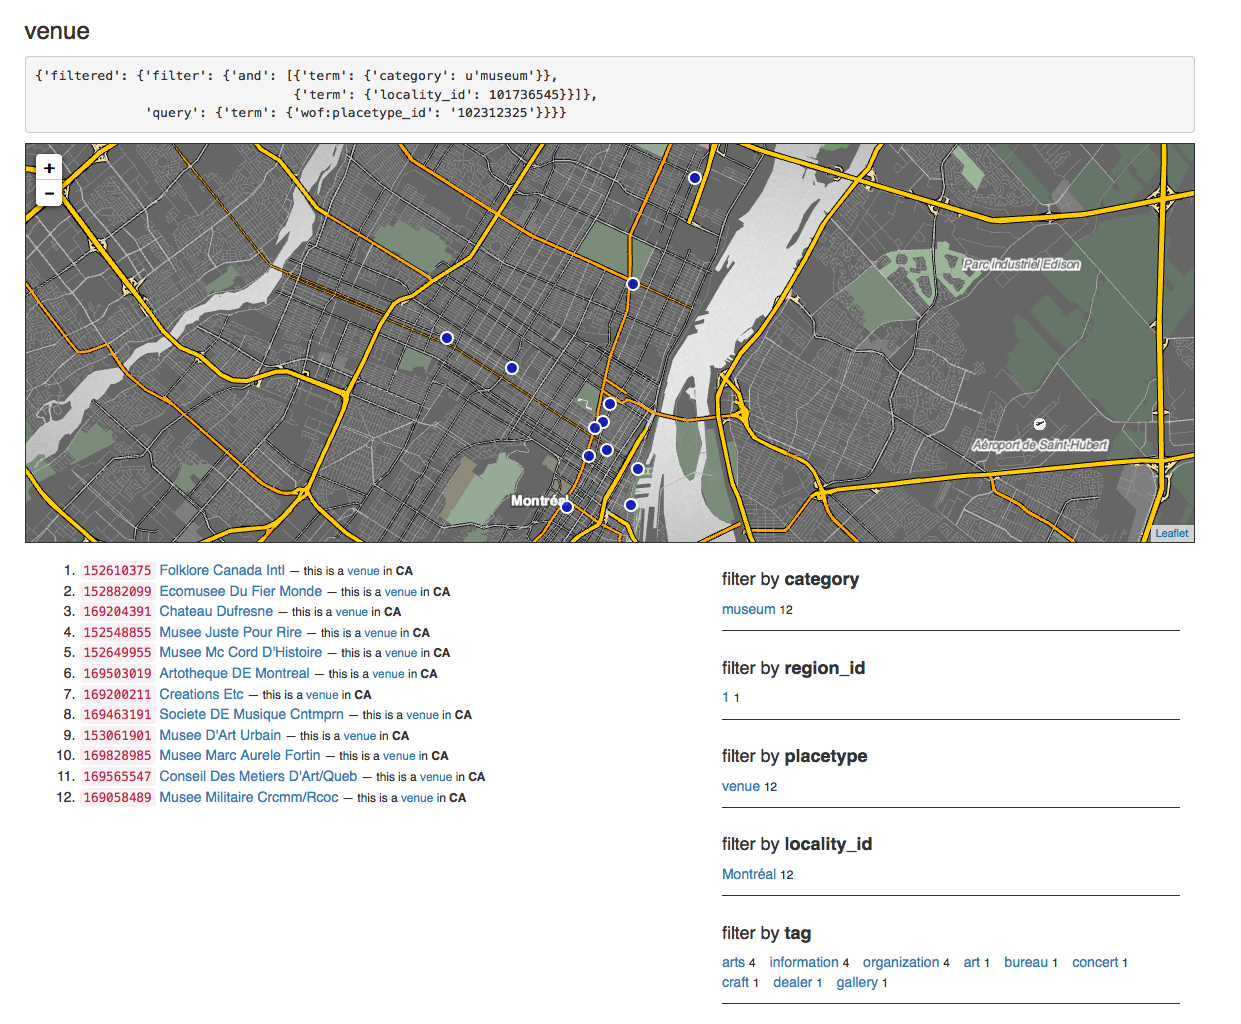 venue
{'filtered': {'filter': {'and': [{'term': {'category': u'museum'}},
{'term': {'locality_id': 101736545}}]},
'query': {'term': {'wof:placetype_id': '102312325'}}}}
+
−
Parc Industriel Edison
Aéroport de Saint-Hubert
Montréal
Leaflet
1. 152610375 Folklore Canada Intl — this is a venue in CA
2. 152882099 Ecomusee Du Fier Monde — this is a venue in CA
3. 169204391 Chateau Dufresne — this is a venue in CA
4. 152548855 Musee Juste Pour Rire — this is a venue in CA
5. 152649955 Musee Mc Cord D'Histoire — this is a venue in CA
6. 169503019 Artotheque DE Montreal — this is a venue in CA
7. 169200211 Creations Etc — this is a venue in CA
8. 169463191 Societe DE Musique Cntmprn — this is a venue in CA
9. 153061901 Musee D'Art Urbain — this is a venue in CA
10. 169828985 Musee Marc Aurele Fortin — this is a venue in CA
11. 169565547 Conseil Des Metiers D'Art/Queb — this is a venue in CA
12. 169058489 Musee Militaire Crcmm/Rcoc — this is a venue in CA
filter by category
museum 12
filter by region_id
1 1
filter by placetype
venue 12
filter by locality_id
Montréal 12
filter by tag
arts 4 information 4 organization 4 art 1 bureau 1 concert 1
craft 1 dealer 1 gallery 1